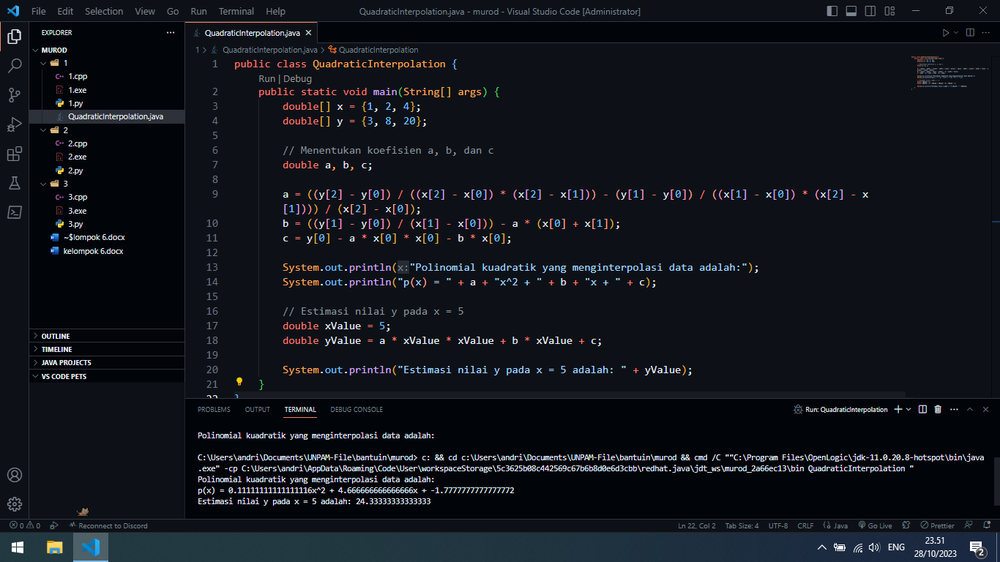 File Edit Selection View Go Run Terminal Help
QuadraticInterpolation.java - murod - Visual Studio Code [Administrator]
EXPLORER
MUROD
1
1.cpp
1.exe
1.py
QuadraticInterpolation.java
2
2.cpp
2.exe
2.py
3
3.cpp
3.exe
3.py
~$lompok 6.docx
kelompok 6.docx
OUTLINE
TIMELINE
JAVA PROJECTS
VS CODE PETS
QuadraticInterpolation.java
1 > QuadraticInterpolation.java > QuadraticInterpolation
1 public class QuadraticInterpolation {
Run | Debug
2 public static void main(String[] args) {
3 double[] x = {1, 2, 4};
4 double[] y = {3, 8, 20};
5
6 // Menentukan koefisien a, b, dan c
7 double a, b, c;
8
9 a = ((y[2] - y[0]) / ((x[2] - x[0]) * (x[2] - x[1])) - (y[1] - y[0]) / ((x[1] - x[0]) * (x[2] - x
[1]))) / (x[2] - x[0]);
10 b = ((y[1] - y[0]) / (x[1] - x[0])) - a * (x[0] + x[1]);
11 c = y[0] - a * x[0] * x[0] - b * x[0];
12
13 System.out.println(x:"Polinomial kuadratik yang menginterpolasi data adalah:");
14 System.out.println("p(x) = " + a + "x^2 + " + b + "x + " + c);
15
16 // Estimasi nilai y pada x = 5
17 double xValue = 5;
18 double yValue = a * xValue * xValue + b * xValue + c;
19
20 System.out.println("Estimasi nilai y pada x = 5 adalah: " + yValue);
21 }
22 }
PROBLEMS OUTPUT TERMINAL DEBUG CONSOLE
Run: QuadraticInterpolation
Polinomial kuadratik yang menginterpolasi data adalah:
C:\Users\andri\Documents\UNPAM-File\bantuin\murod> c: && cd c:\Users\andri\Documents\UNPAM-File\bantuin\murod && cmd /C ""C:\Program Files\OpenLogic\jdk-11.0.20.8-hotspot\bin\java
.exe" -cp C:\Users\andri\AppData\Roaming\Code\User\workspaceStorage\5c3625b08c442569c67b6b8d0e6d3cbb\redhat.java\jdt_ws\murod_2a66ec13\bin QuadraticInterpolation "
Polinomial kuadratik yang menginterpolasi data adalah:
p(x) = 0.11111111111111116x^2 + 4.666666666666666x + -1.7777777777777772
Estimasi nilai y pada x = 5 adalah: 24.33333333333333
0 0 Reconnect to Discord
Ln 22, Col 2 Tab Size: 4 UTF-8 CRLF Java Go Live Prettier
ENG
23.51
28/10/2023
2